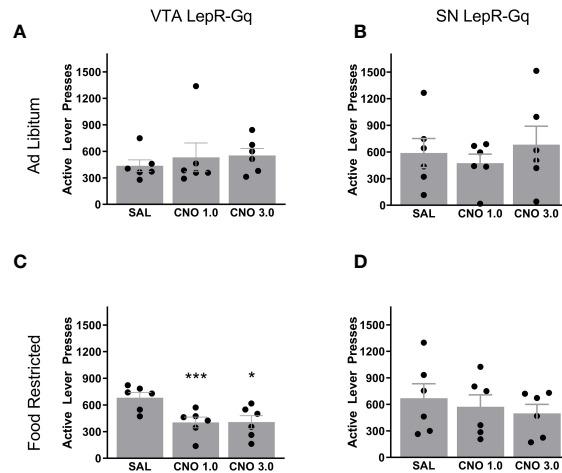 VTA LepR-Gq
SN LepR-Gq
A
B
Ad Libitum
Active Lever Presses
1500
1200
900
600
300
0
SAL
CNO 1.0
CNO 3.0
Active Lever Presses
1500
1200
900
600
300
0
SAL
CNO 1.0
CNO 3.0
C
D
Food Restricted
Active Lever Presses
1500
1200
900
600
300
0
***
*
SAL
CNO 1.0
CNO 3.0
Active Lever Presses
1500
1200
900
600
300
0
SAL
CNO 1.0
CNO 3.0